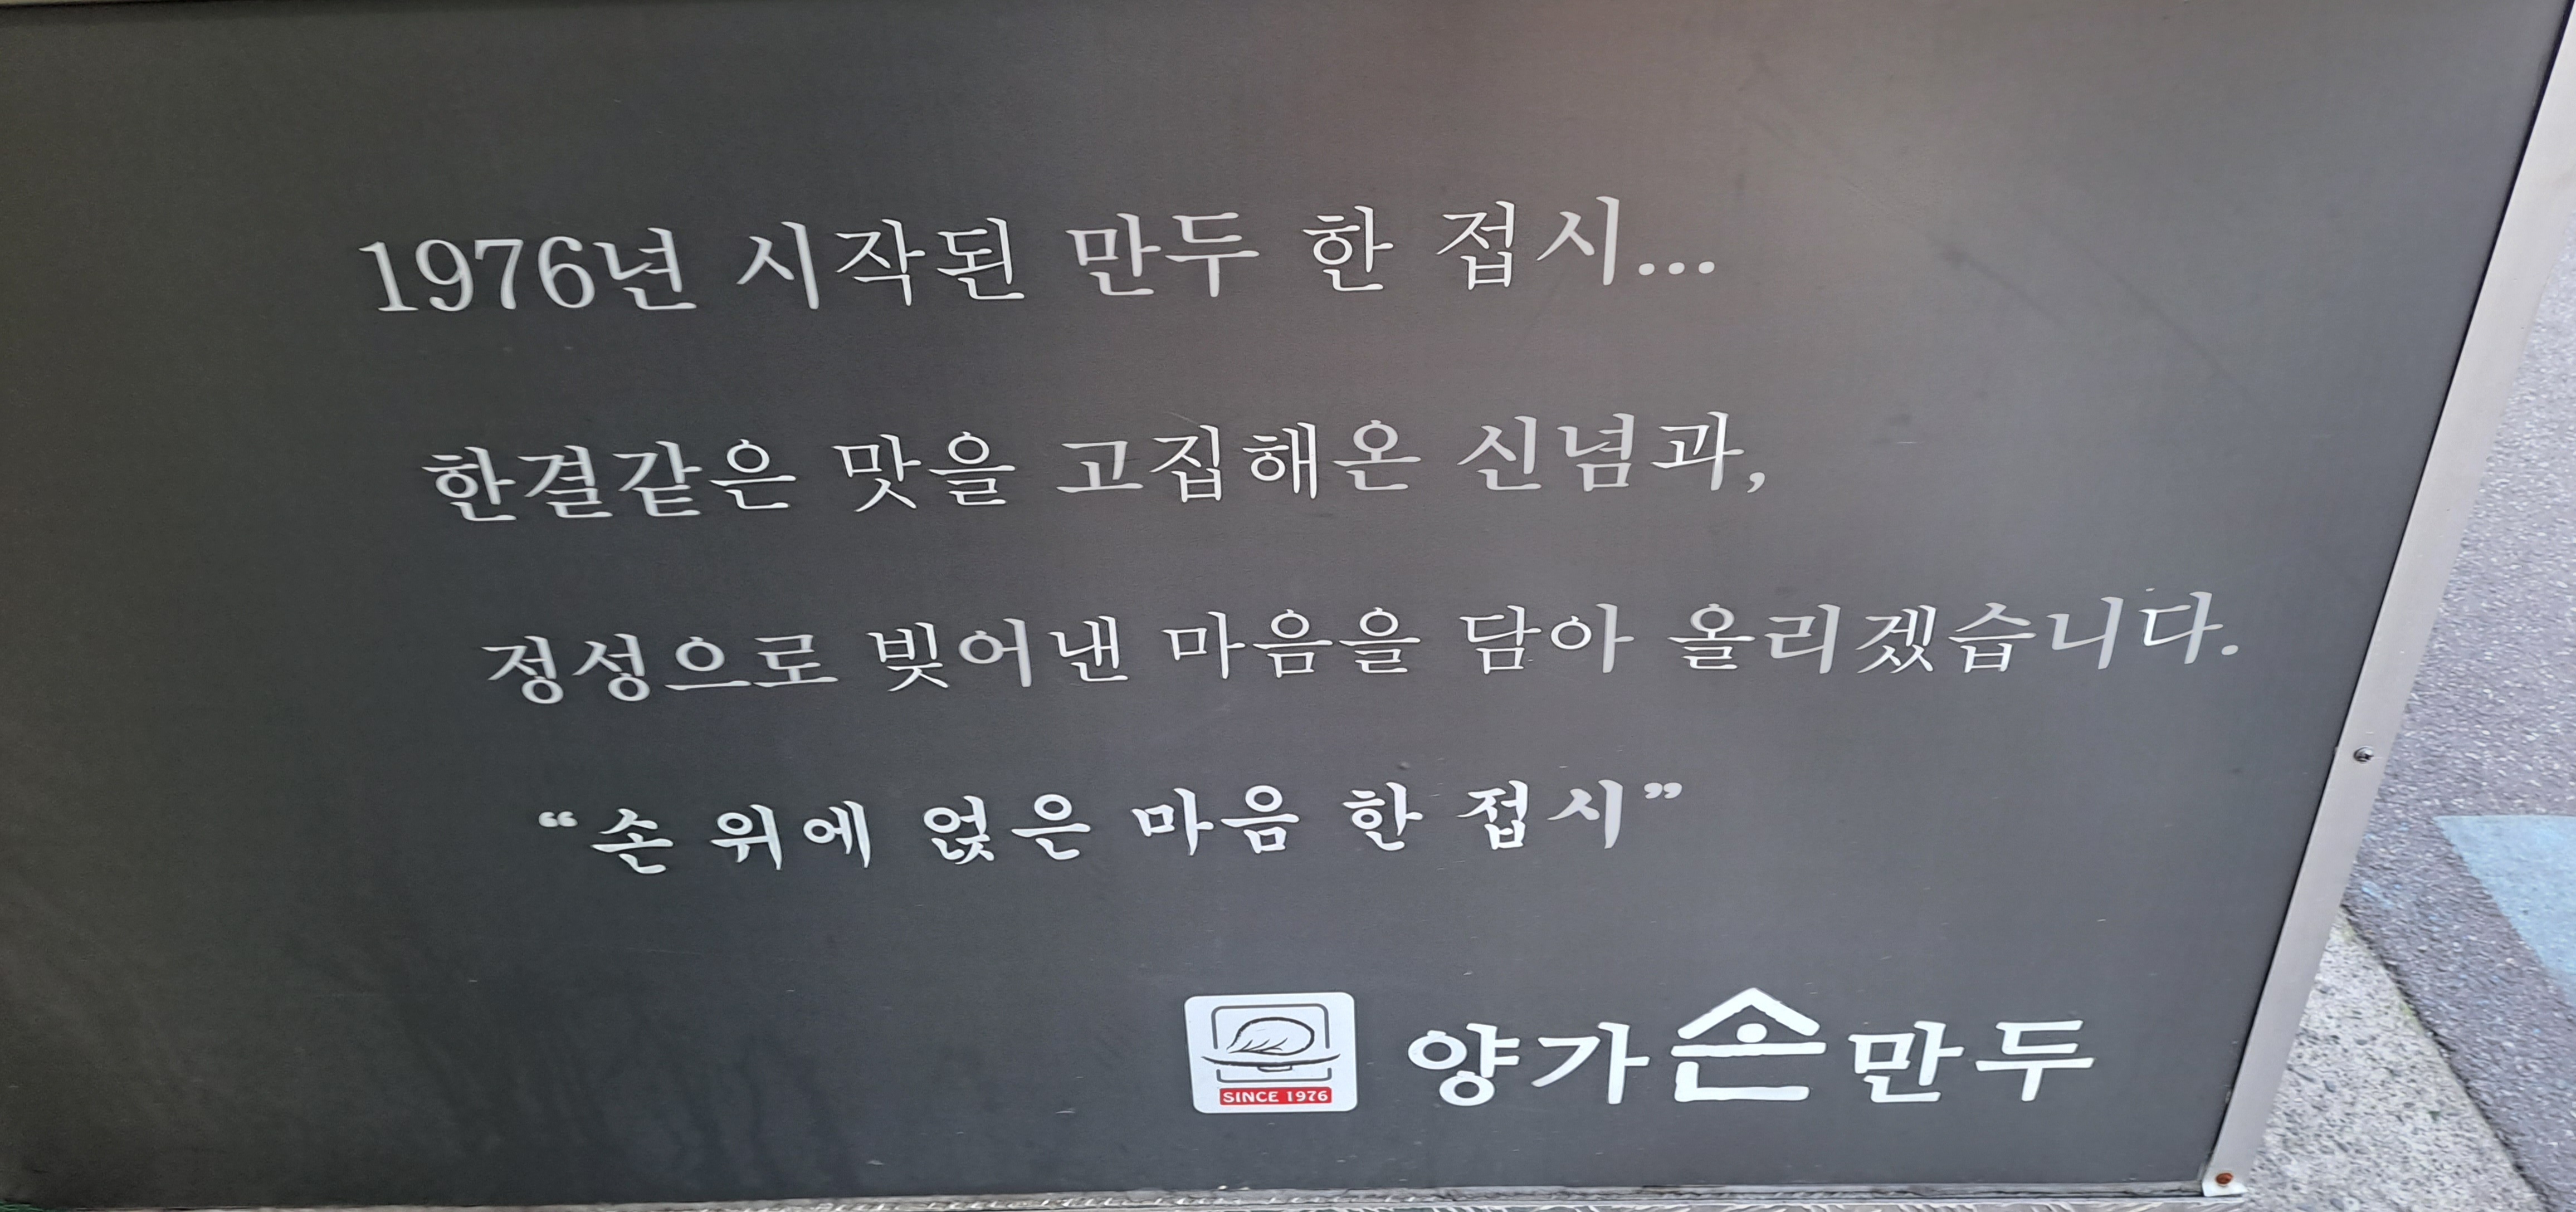 1976년 시작된 만두 한 접시...
한결같은 맛을 고집해온 신념과,
정성으로 빚어낸 마음을 담아 올리겠습니다.
“손 위에 얹은 마음 한 접시”
양가손만두
SINCE 1976